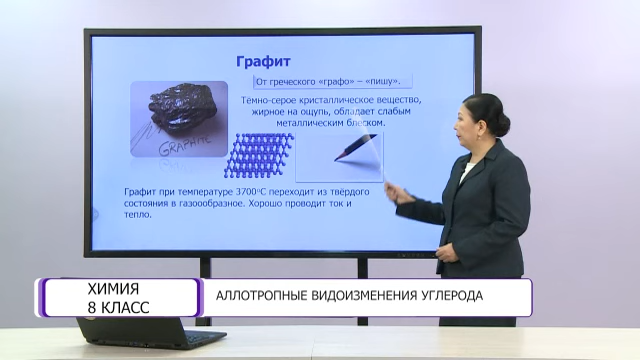 Графит
От греческого «графо» – «пишу».
Тёмно-серое кристаллическое вещество,
жирное на ощупь, обладает слабым
металлическим блеском.
GRAPHITE
Графит при температуре 3700°С переходит из твёрдого
состояния в газоообразное. Хорошо проводит ток и
тепло.
ХИМИЯ
8 КЛАСС
АЛЛОТРОПНЫЕ ВИДОИЗМЕНЕНИЯ УГЛЕРОДА